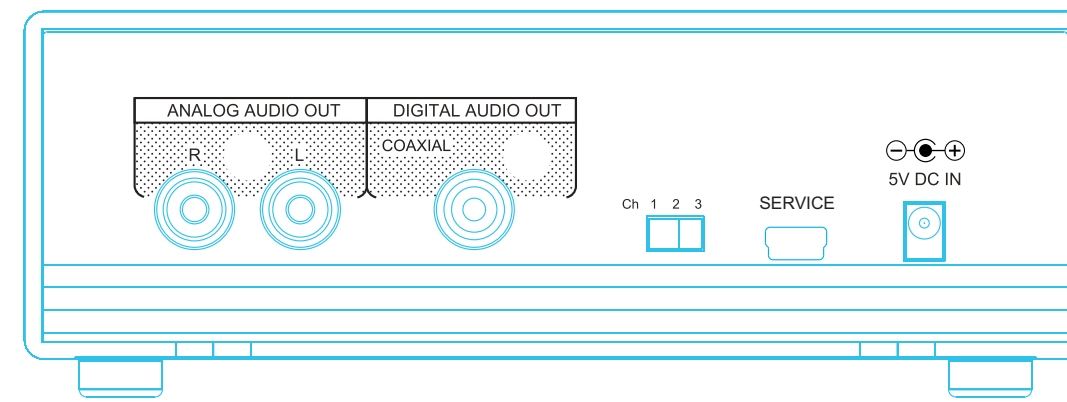 ANALOG AUDIO OUT
DIGITAL AUDIO OUT
COAXIAL
R L
5V DC IN
Ch 1 2 3
SERVICE